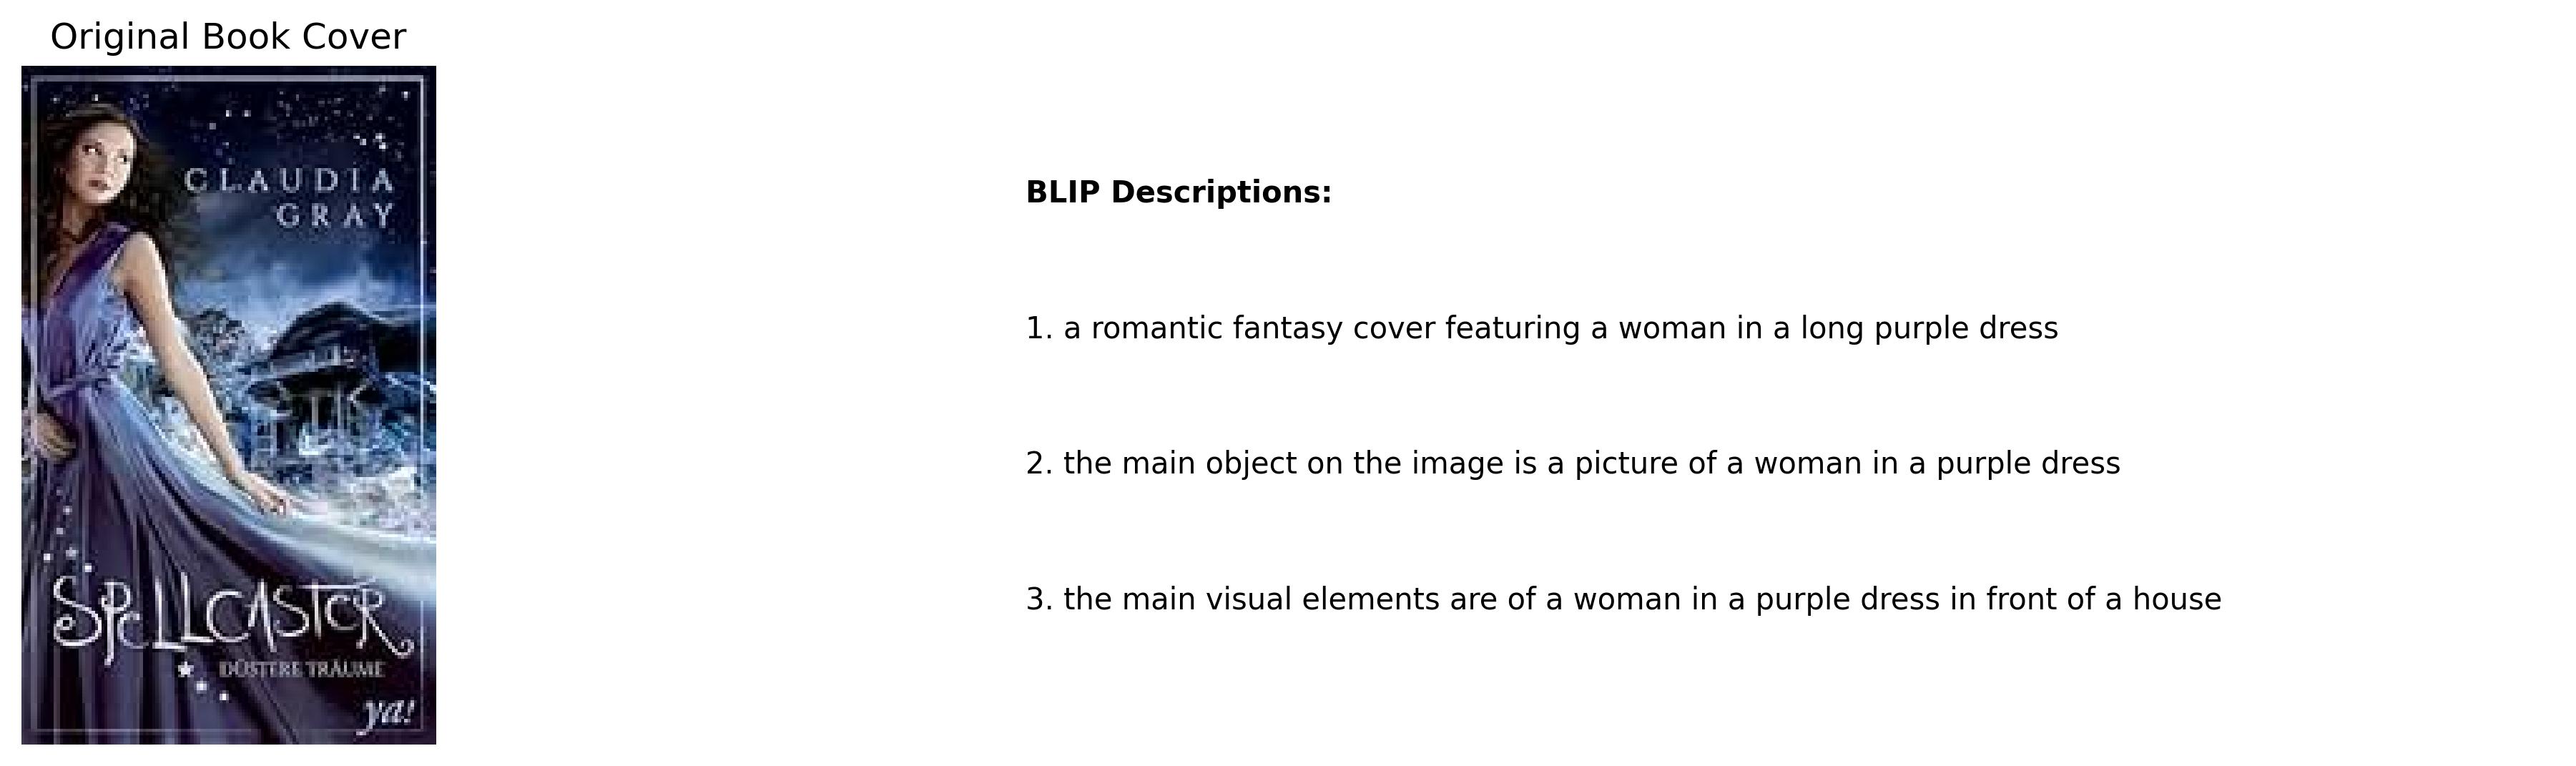 Original Book Cover
CLAUDIA
GRAY
SPELLCASTER
DÜSTERE TRÄUME
ya!
BLIP Descriptions:
1. a romantic fantasy cover featuring a woman in a long purple dress
2. the main object on the image is a picture of a woman in a purple dress
3. the main visual elements are of a woman in a purple dress in front of a house